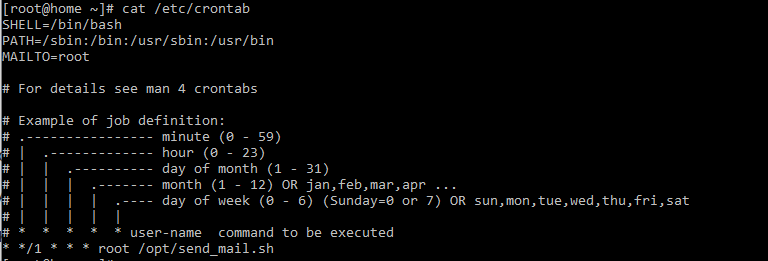 [root@home ~]# cat /etc/crontab
SHELL=/bin/bash
PATH=/sbin:/bin:/usr/sbin:/usr/bin
MAILTO=root

# For details see man 4 crontabs

# Example of job definition:
# .---------------- minute (0 - 59)
# |  .------------- hour (0 - 23)
# |  |  .---------- day of month (1 - 31)
# |  |  |  .------- month (1 - 12) OR jan,feb,mar,apr ...
# |  |  |  |  .---- day of week (0 - 6) (Sunday=0 or 7) OR sun,mon,tue,wed,thu,fri,sat
# |  |  |  |  |
# *  *  *  *  * user-name  command to be executed
* */1 * * * root /opt/send_mail.sh